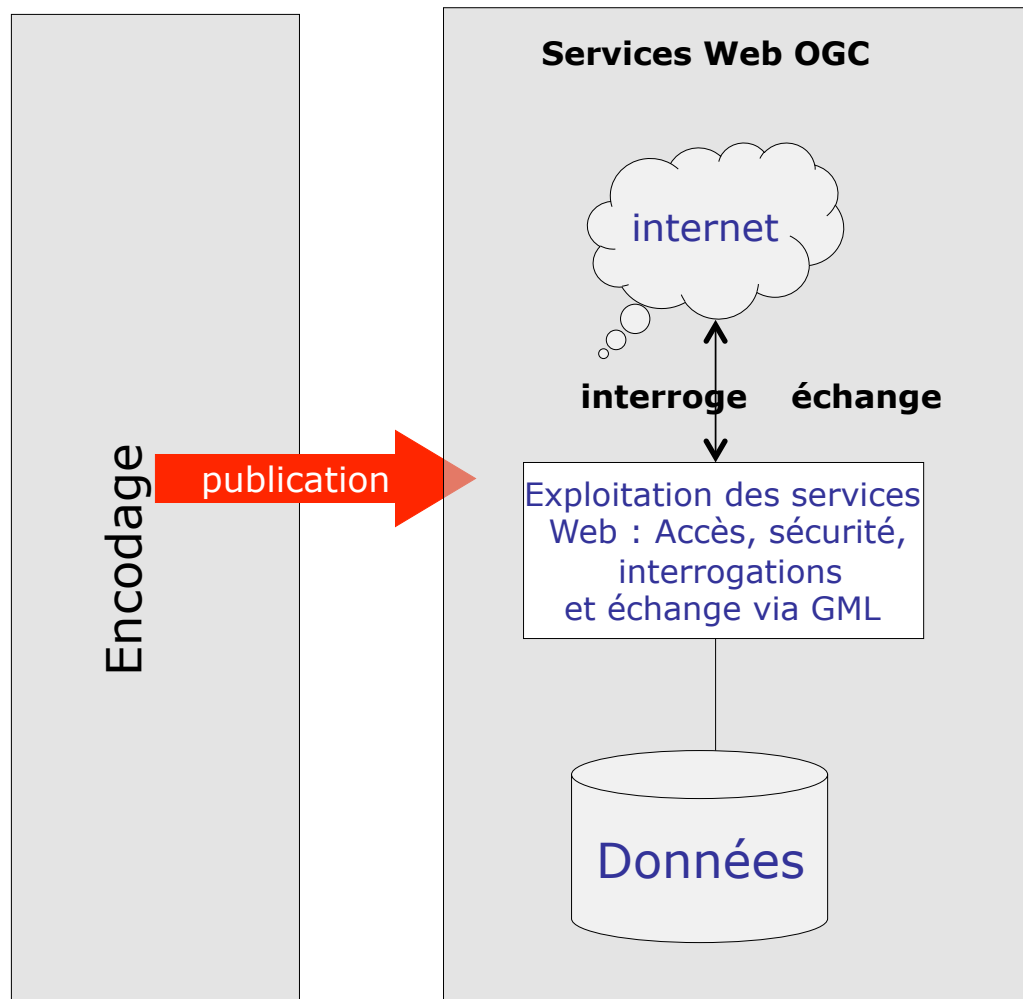 Services Web OGC
internet
interroge échange
Encodage
publication
Exploitation des services
Web : Accès, sécurité,
interrogations
et échange via GML
Données